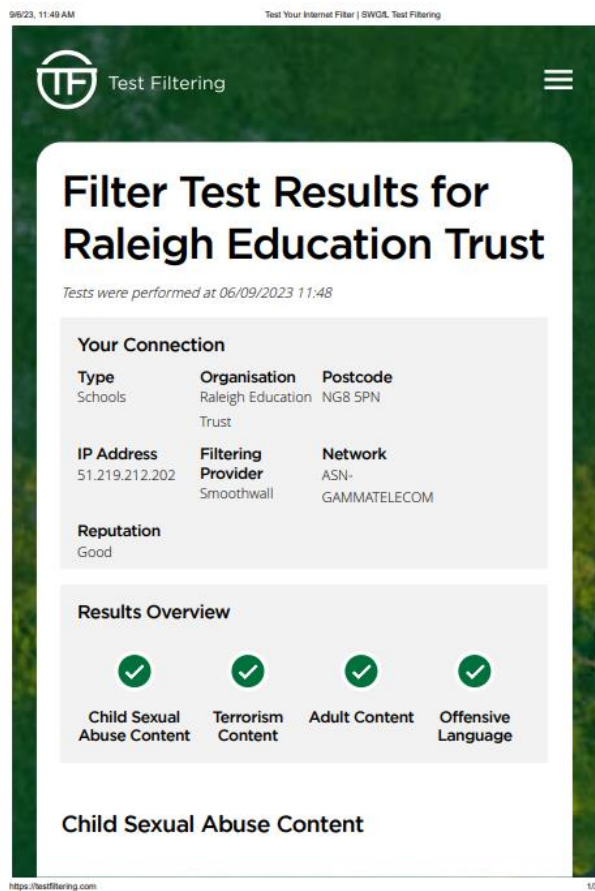 9/6/23, 11:49 AM
Test Your Internet Filter | SWGfL Test Filtering
TF Test Filtering
Filter Test Results for
Raleigh Education Trust
Tests were performed at 06/09/2023 11:48
Your Connection
Type
Schools
Organisation
Raleigh Education
Trust
Postcode
NG8 5PN
IP Address
51.219.212.202
Filtering
Provider
Smoothwall
Network
ASN-
GAMMATELECOM
Reputation
Good
Results Overview
Child Sexual
Abuse Content
Terrorism
Content
Adult Content
Offensive
Language
Child Sexual Abuse Content
https://testfiltering.com